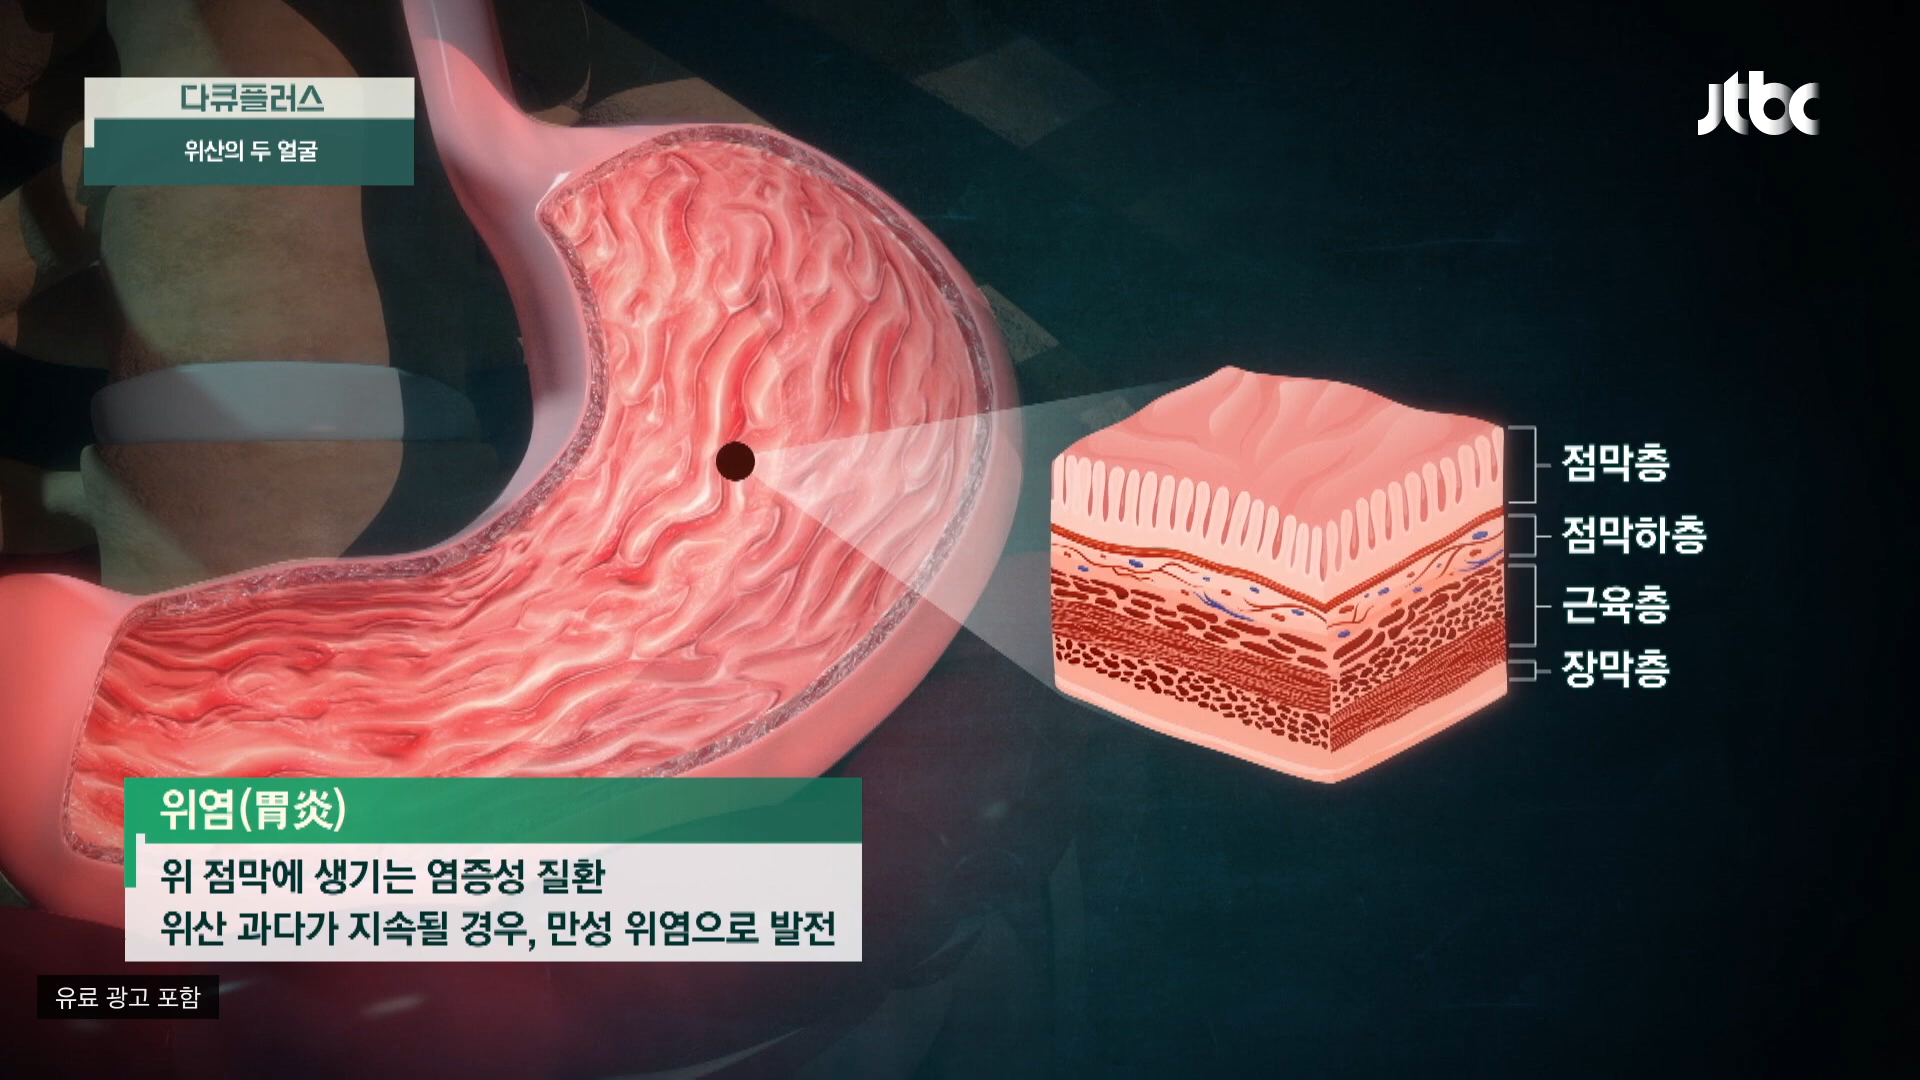 다큐플러스
위산의 두 얼굴
jtbc
점막층
점막하층
근육층
장막층
위염(胃炎)
위 점막에 생기는 염증성 질환
위산 과다가 지속될 경우, 만성 위염으로 발전
유료 광고 포함